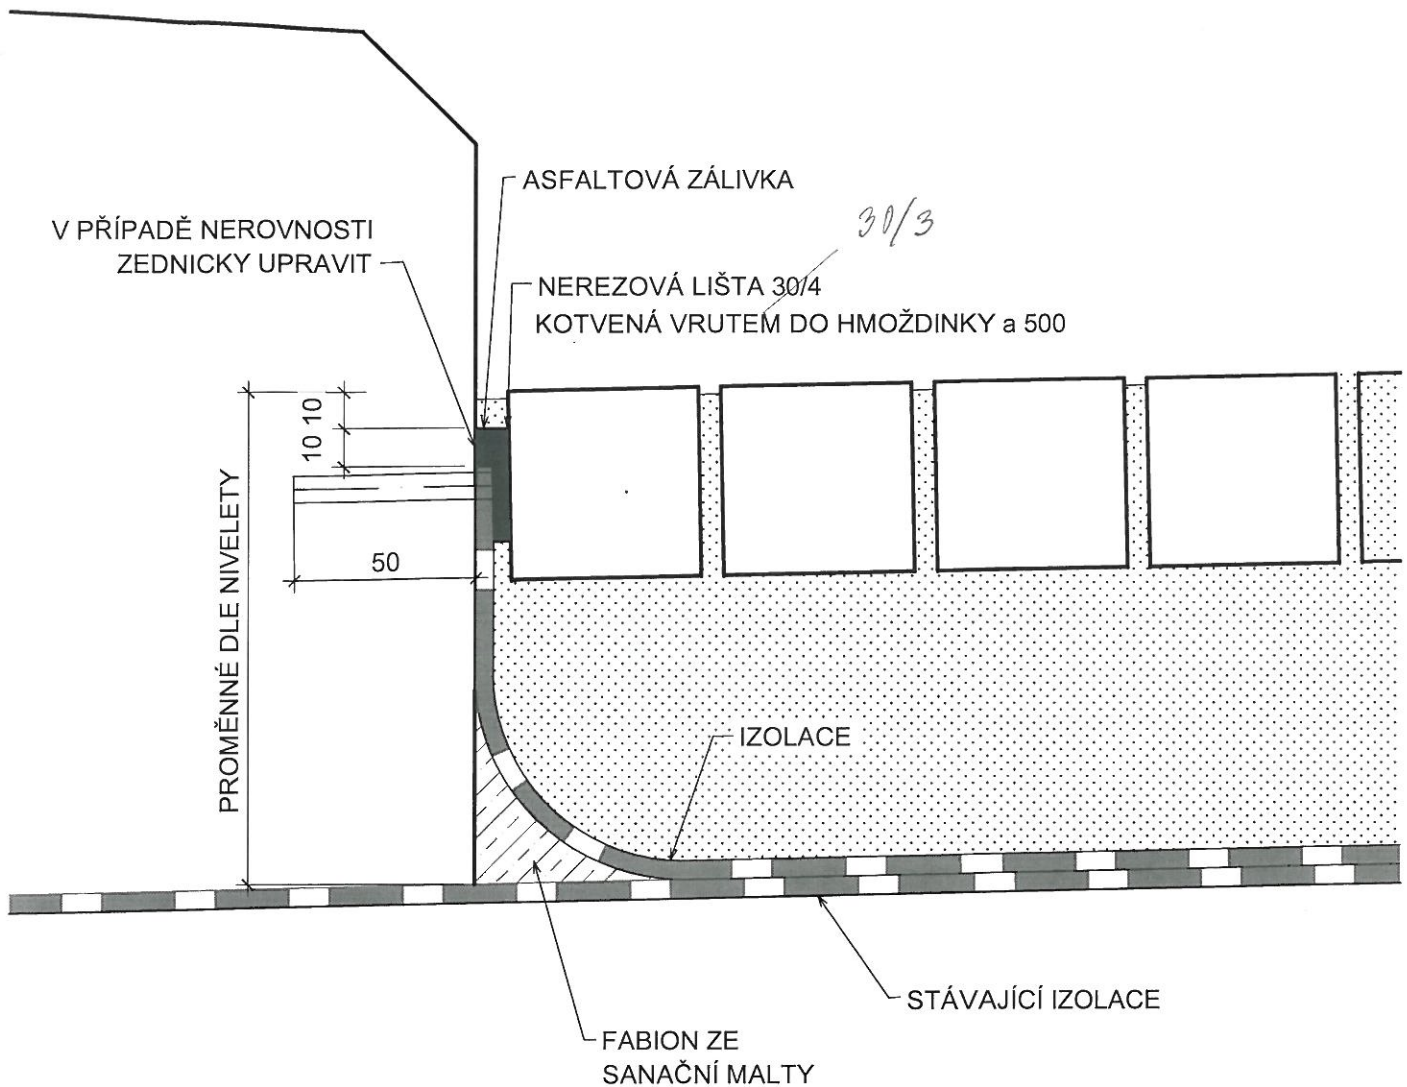 ASFALTOVÁ ZÁLIVKA
V PŘÍPADĚ NEROVNOSTI
ZEDNICKY UPRAVIT
30/3
NEREZOVÁ LIŠTA 30/4
KOTVENÁ VRUTEM DO HMOŽDINKY a 500
10 10
50
PROMĚNNÉ DLE NIVELETY
IZOLACE
STÁVAJÍCÍ IZOLACE
FABION ZE
SANAČNÍ MALTY